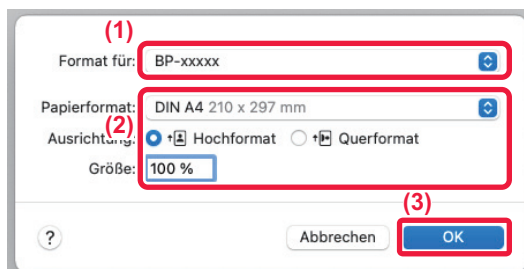 (1)
Format für: BP-xxxxx
Papierformat: DIN A4 210 x 297 mm
(2)
Ausrichtung: Hochformat Querformat
Größe: 100 %
(3)
? Abbrechen OK